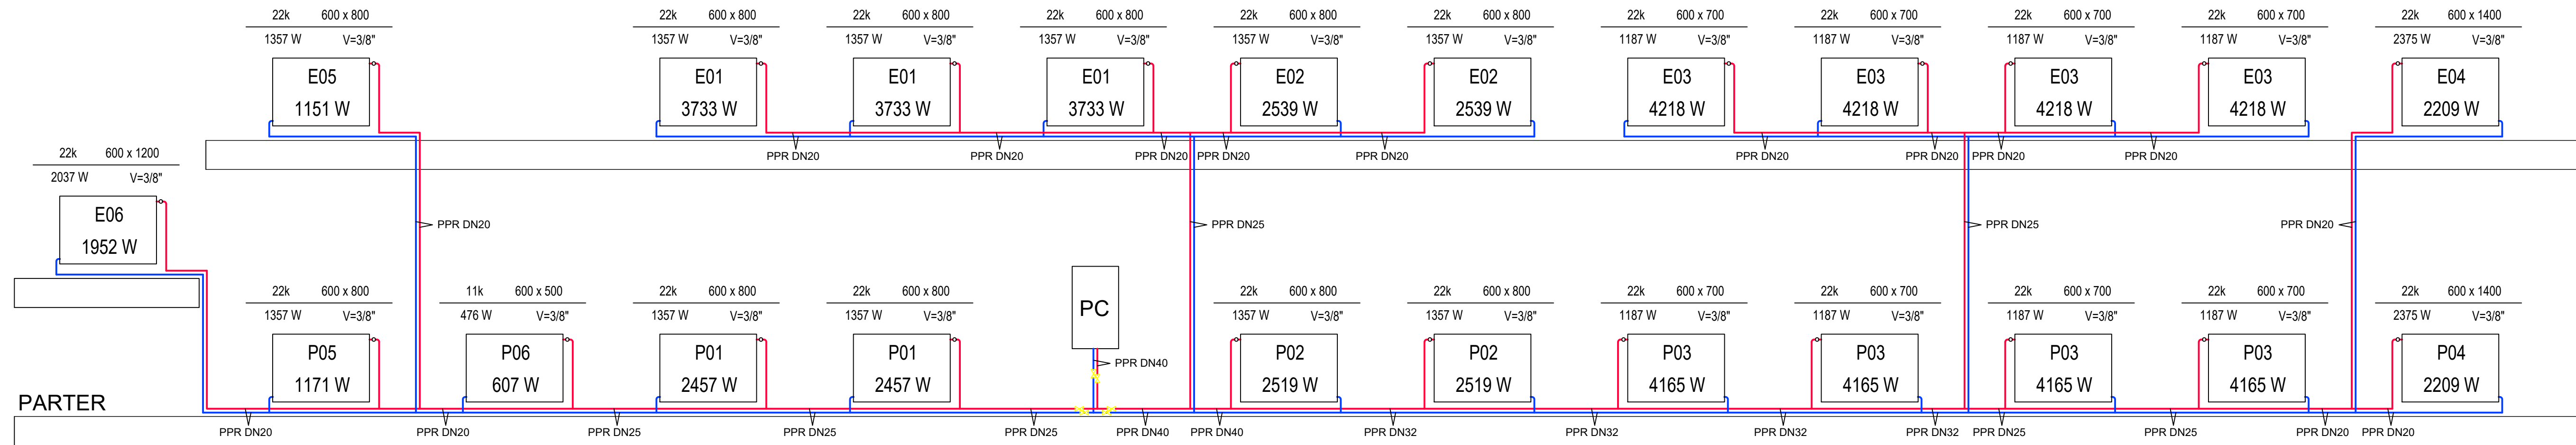 22k 600 x 800
1357 W V=3/8"
E05
1151 W
22k 600 x 800
1357 W V=3/8"
E01
3733 W
22k 600 x 800
1357 W V=3/8"
E01
3733 W
22k 600 x 800
1357 W V=3/8"
E01
3733 W
22k 600 x 800
1357 W V=3/8"
E02
2539 W
22k 600 x 800
1357 W V=3/8"
E02
2539 W
22k 600 x 700
1187 W V=3/8"
E03
4218 W
22k 600 x 700
1187 W V=3/8"
E03
4218 W
22k 600 x 700
1187 W V=3/8"
E03
4218 W
22k 600 x 700
1187 W V=3/8"
E03
4218 W
22k 600 x 1400
2375 W V=3/8"
E04
2209 W
PPR DN20
PPR DN20
PPR DN20
PPR DN20
PPR DN20
PPR DN20
PPR DN20
PPR DN20
PPR DN20
22k 600 x 1200
2037 W V=3/8"
E06
1952 W
PPR DN20
PPR DN25
PPR DN25
PPR DN20
22k 600 x 800
1357 W V=3/8"
P05
1171 W
11k 600 x 500
476 W V=3/8"
P06
607 W
22k 600 x 800
1357 W V=3/8"
P01
2457 W
22k 600 x 800
1357 W V=3/8"
P01
2457 W
PC
PPR DN40
22k 600 x 800
1357 W V=3/8"
P02
2519 W
22k 600 x 800
1357 W V=3/8"
P02
2519 W
22k 600 x 700
1187 W V=3/8"
P03
4165 W
22k 600 x 700
1187 W V=3/8"
P03
4165 W
22k 600 x 700
1187 W V=3/8"
P03
4165 W
22k 600 x 700
1187 W V=3/8"
P03
4165 W
22k 600 x 1400
2375 W V=3/8"
P04
2209 W
PARTER
PPR DN20
PPR DN20
PPR DN25
PPR DN25
PPR DN25
PPR DN40
PPR DN40
PPR DN32
PPR DN32
PPR DN32
PPR DN32
PPR DN25
PPR DN25
PPR DN20
PPR DN20